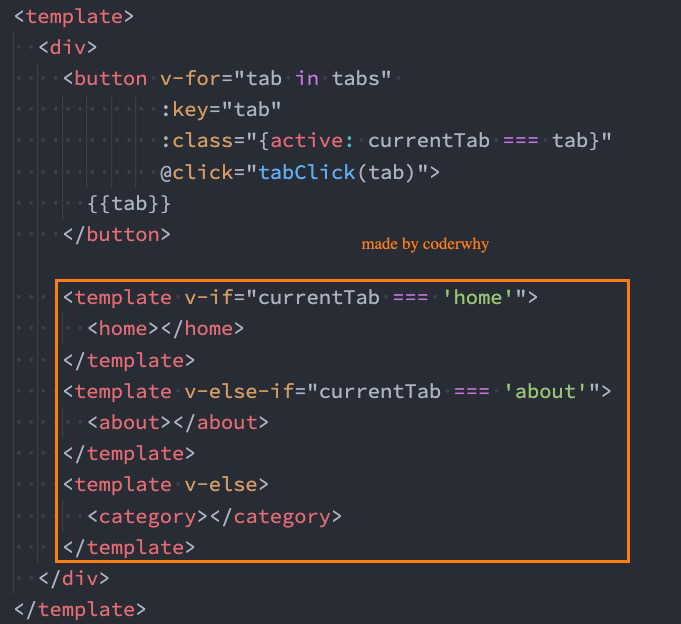 <template>
<div>
<button v-for="tab in tabs"
:key="tab"
:class="{active: currentTab === tab}"
@click="tabClick(tab)">
{{tab}}
</button>
made by coderwhy
<template v-if="currentTab === 'home'">
<home></home>
</template>
<template v-else-if="currentTab === 'about'">
<about></about>
</template>
<template v-else>
<category></category>
</template>
</div>
</template>